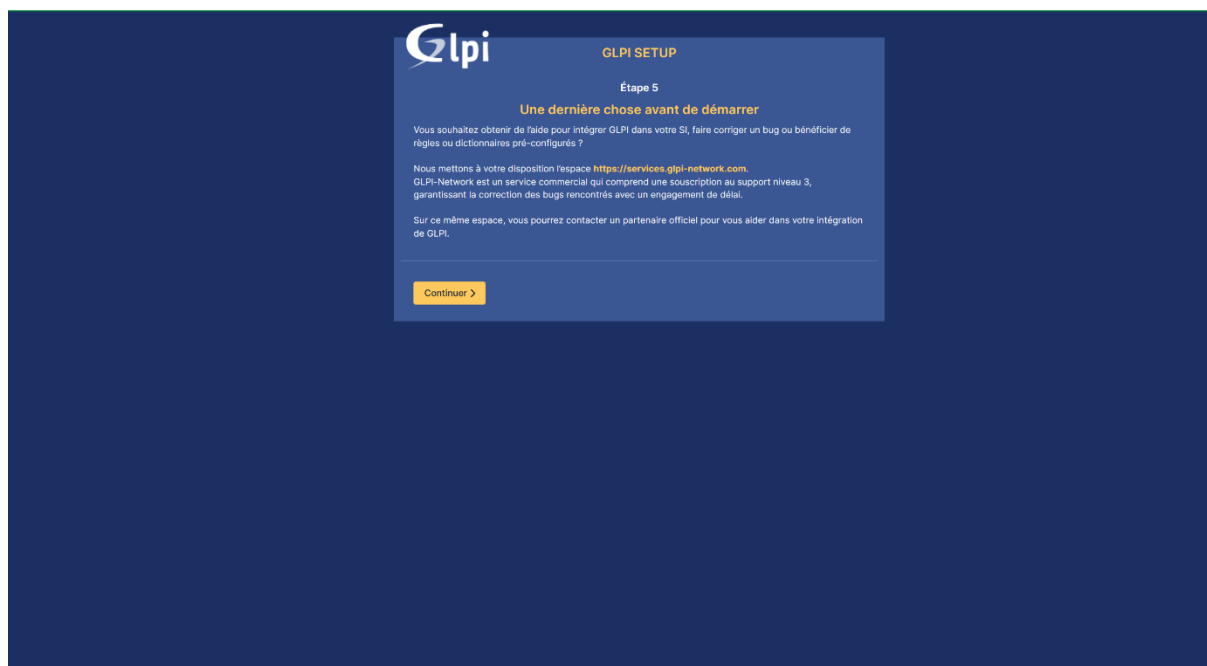 Glpi
GLPI SETUP
Étape 5
Une dernière chose avant de démarrer
Vous souhaitez obtenir de l'aide pour intégrer GLPI dans votre SI, faire corriger un bug ou bénéficier de
règles ou dictionnaires pré-configurés ?
Nous mettons à votre disposition l'espace https://services.glpi-network.com.
GLPI-Network est un service commercial qui comprend une souscription au support niveau 3,
garantissant la correction des bugs rencontrés avec un engagement de délai.
Sur ce même espace, vous pourrez contacter un partenaire officiel pour vous aider dans votre intégration
de GLPI.
Continuer >